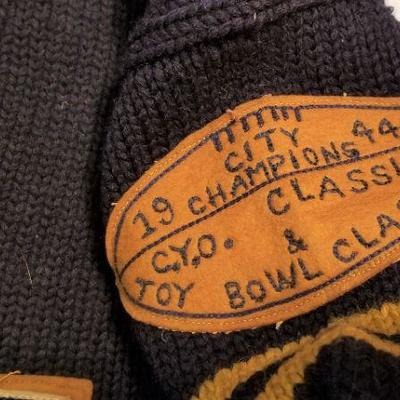 CITY
19 CHAMPIONS 44
C.Y.O. CLASSI
&
TOY BOWL CLA